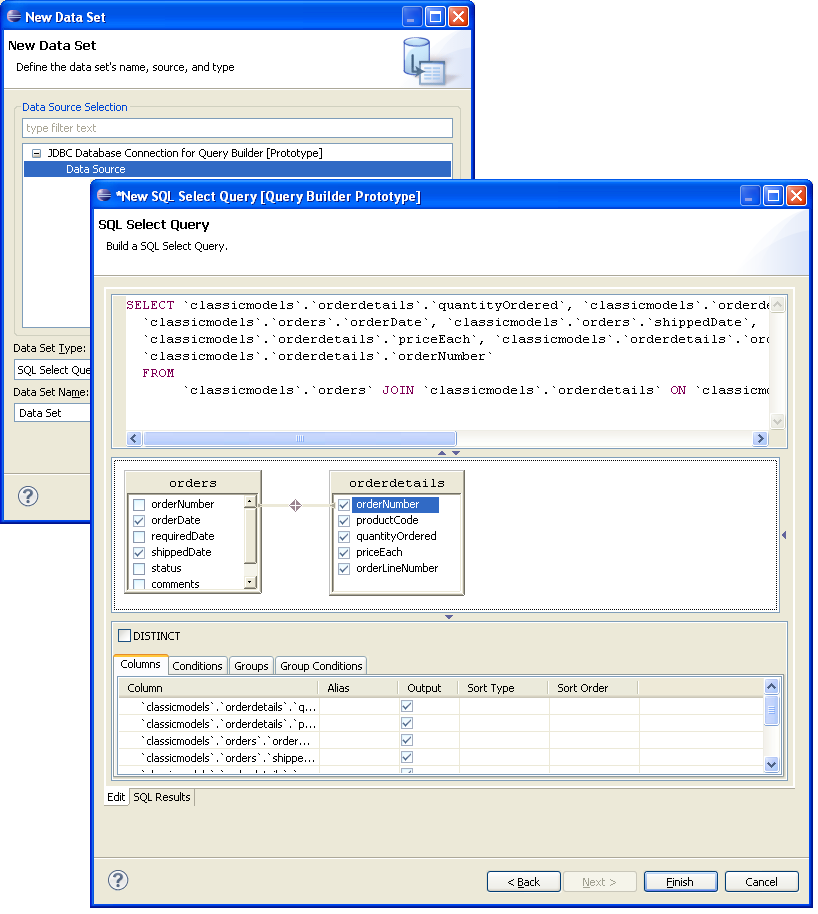 New Data Set
New Data Set
Define the data set's name, source, and type
Data Source Selection
type filter text
JDBC Database Connection for Query Builder [Prototype]
Data Source
Data Set Type:
SQL Select Que
Data Set Name:
Data Set
*New SQL Select Query [Query Builder Prototype]
SQL Select Query
Build a SQL Select Query.
SELECT `classicmodels`.`orderdetails`.`quantityOrdered`, `classicmodels`.`orderde
`classicmodels`.`orders`.`orderDate`, `classicmodels`.`orders`.`shippedDate`,
`classicmodels`.`orderdetails`.`priceEach`, `classicmodels`.`orderdetails`.`or
`classicmodels`.`orderdetails`.`orderNumber`
FROM
`classicmodels`.`orders` JOIN `classicmodels`.`orderdetails` ON `classicm
orders
orderNumber
orderDate
requiredDate
shippedDate
status
comments
orderdetails
orderNumber
productCode
quantityOrdered
priceEach
orderLineNumber
DISTINCT
Columns Conditions Groups Group Conditions
Column Alias Output Sort Type Sort Order
`classicmodels`.`orderdetails`.`q...
`classicmodels`.`orderdetails`.`p...
`classicmodels`.`orders`.`order...
`classicmodels`.`orders`.`shippe...
Edit SQL Results
< Back Next > Finish Cancel